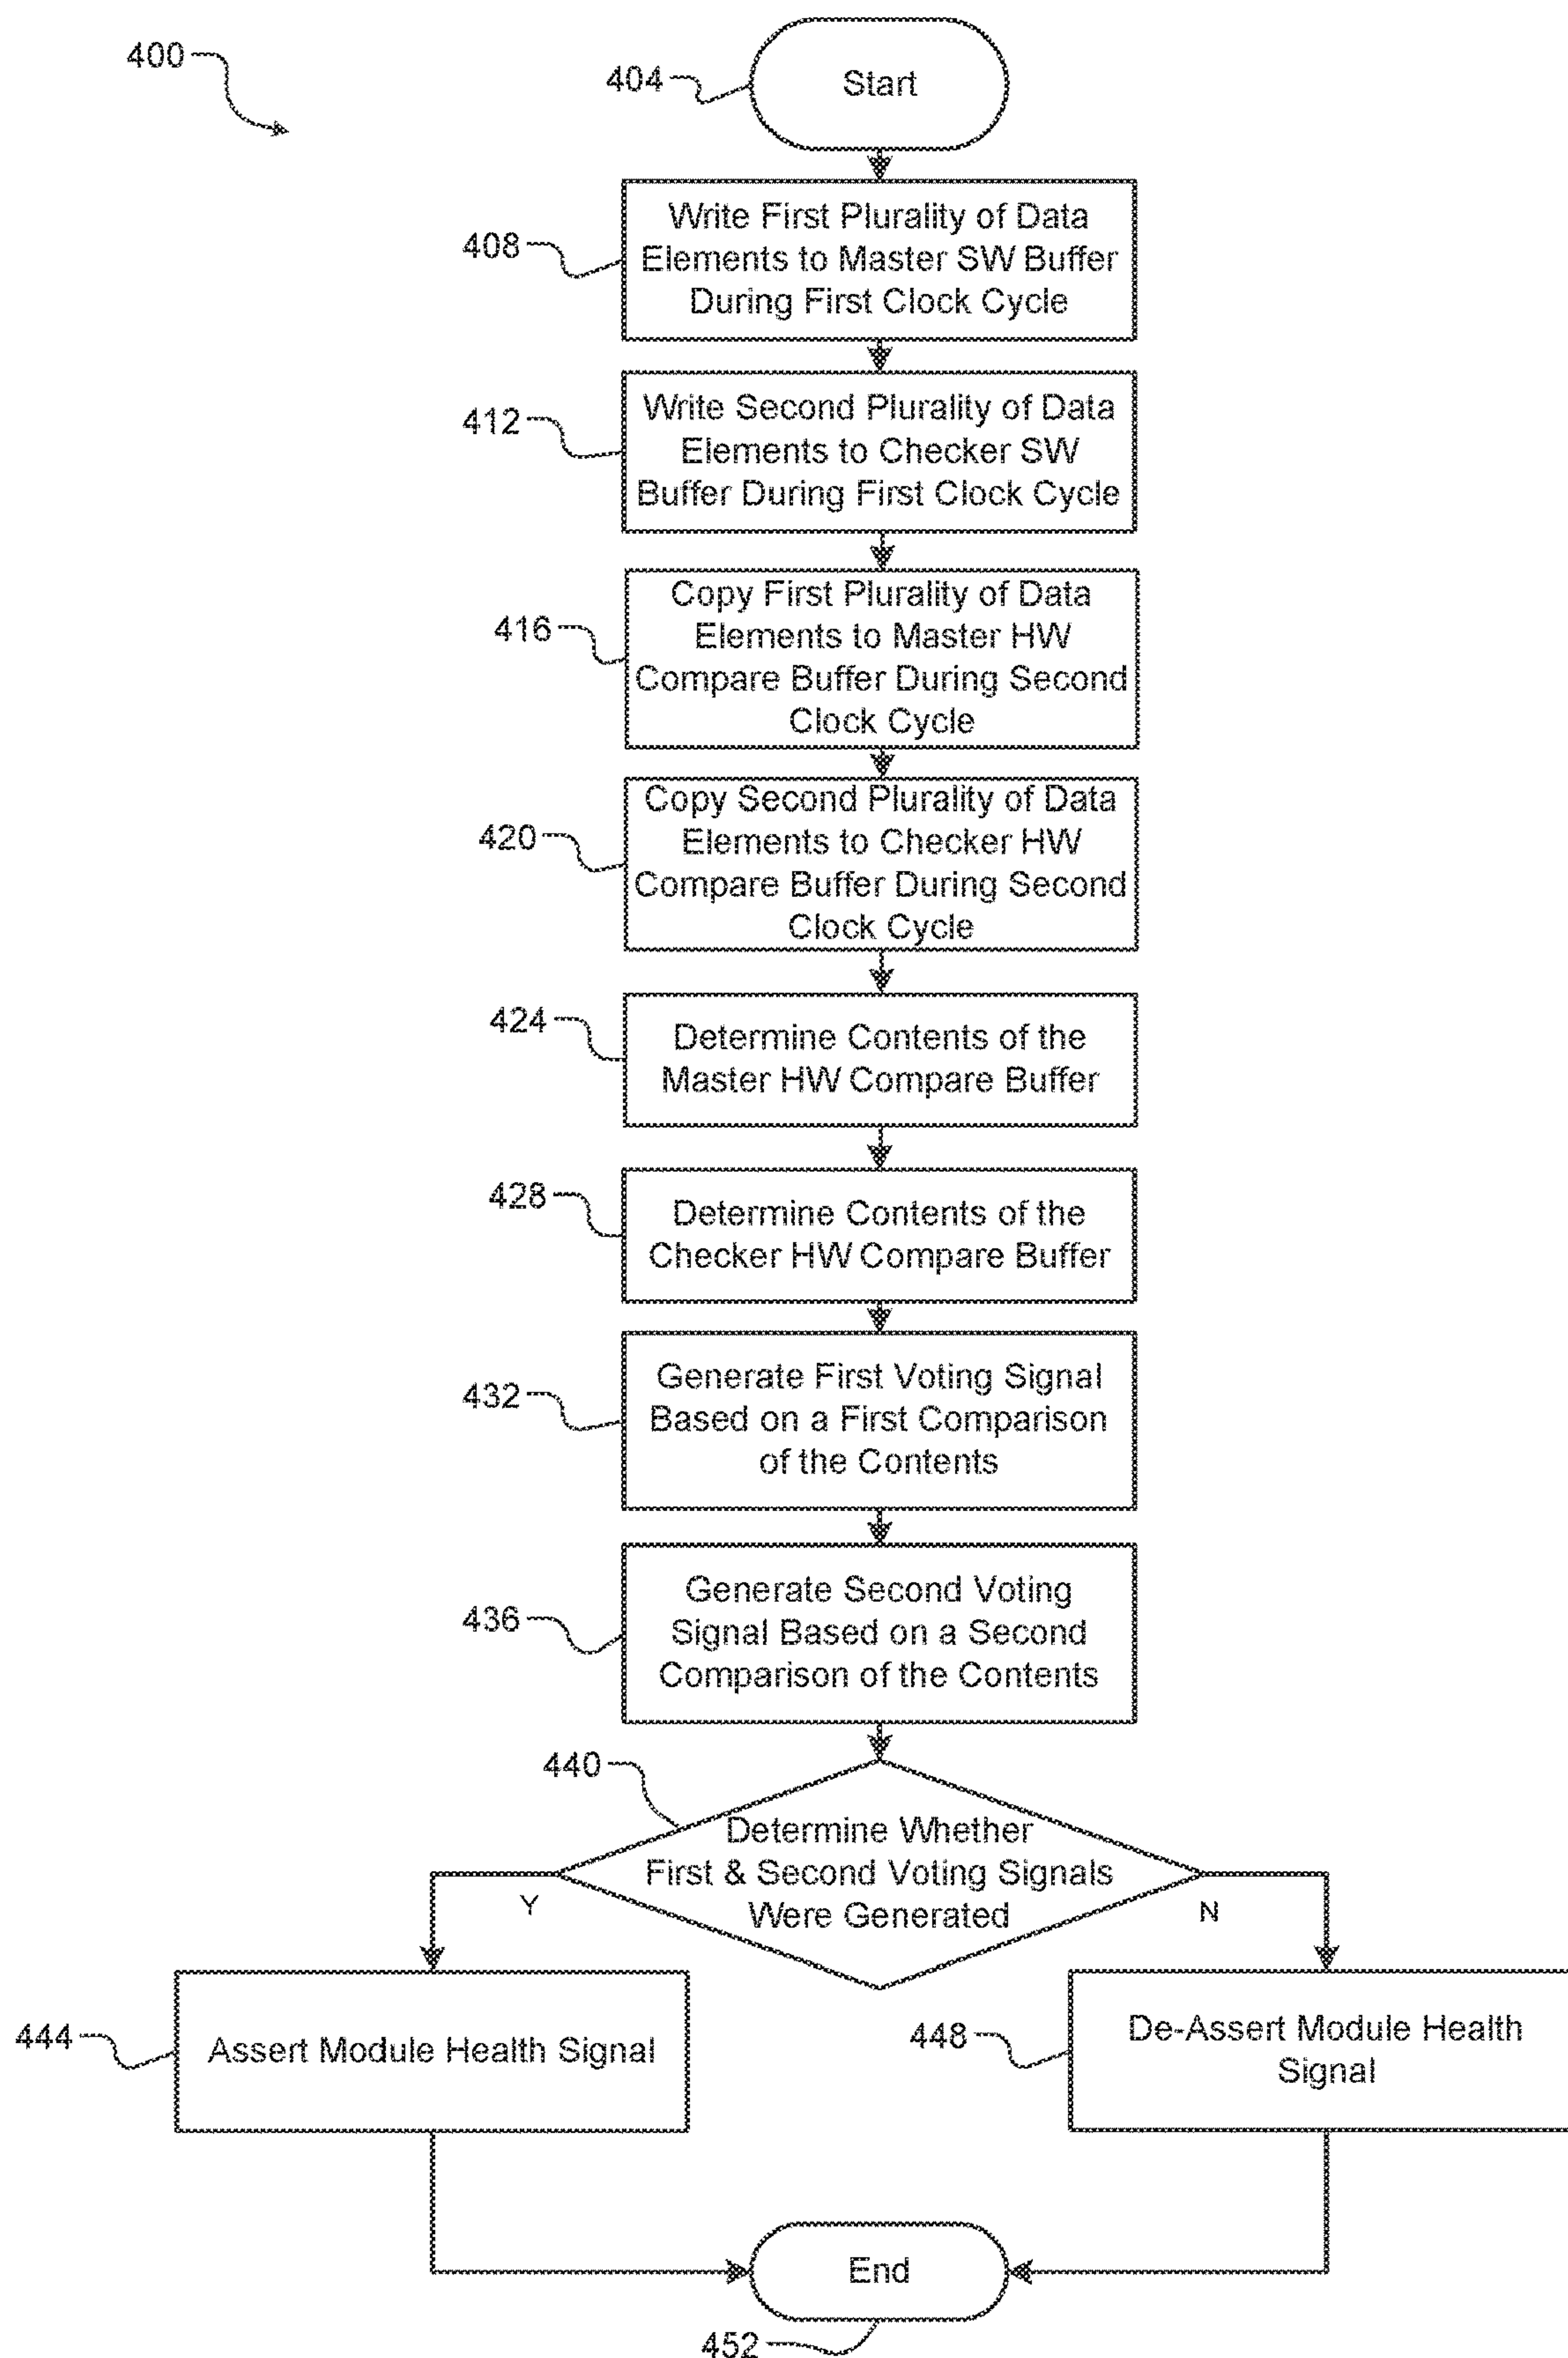 400
404
Start
408
Write First Plurality of Data
Elements to Master SW Buffer
During First Clock Cycle
412
Write Second Plurality of Data
Elements to Checker SW
Buffer During First Clock Cycle
416
Copy First Plurality of Data
Elements to Master HW
Compare Buffer During Second
Clock Cycle
420
Copy Second Plurality of Data
Elements to Checker HW
Compare Buffer During Second
Clock Cycle
424
Determine Contents of the
Master HW Compare Buffer
428
Determine Contents of the
Checker HW Compare Buffer
432
Generate First Voting Signal
Based on a First Comparison
of the Contents
436
Generate Second Voting
Signal Based on a Second
Comparison of the Contents
440
Determine Whether
First & Second Voting Signals
Were Generated
Y
N
444
Assert Module Health Signal
448
De-Assert Module Health
Signal
End
452